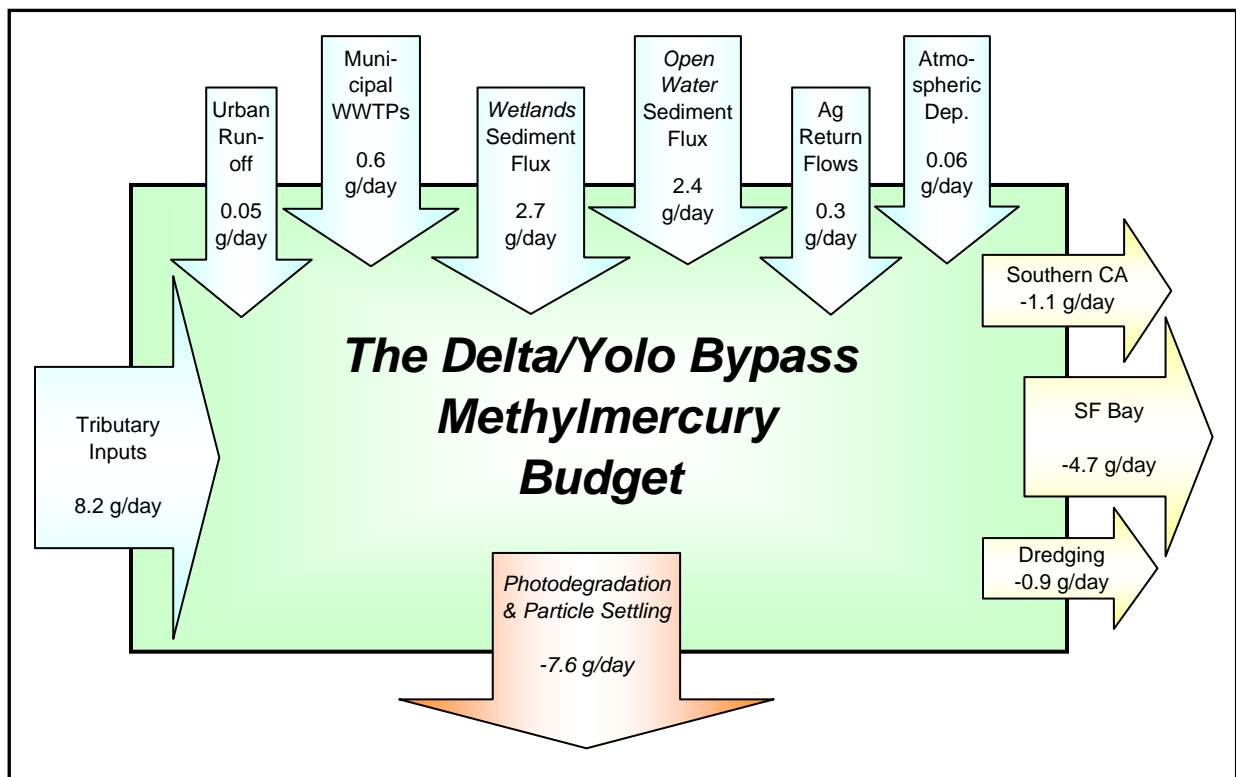 Urban
Run-
off
0.05
g/day
Muni-
cipal
WWTPs
0.6
g/day
Wetlands
Sediment
Flux
2.7
g/day
Open
Water
Sediment
Flux
2.4
g/day
Ag
Return
Flows
0.3
g/day
Atmo-
spheric
Dep.
0.06
g/day
Tributary
Inputs
8.2 g/day
The Delta/Yolo Bypass
Methylmercury
Budget
Southern CA
-1.1 g/day
SF Bay
-4.7 g/day
Dredging
-0.9 g/day
Photodegradation
& Particle Settling
-7.6 g/day